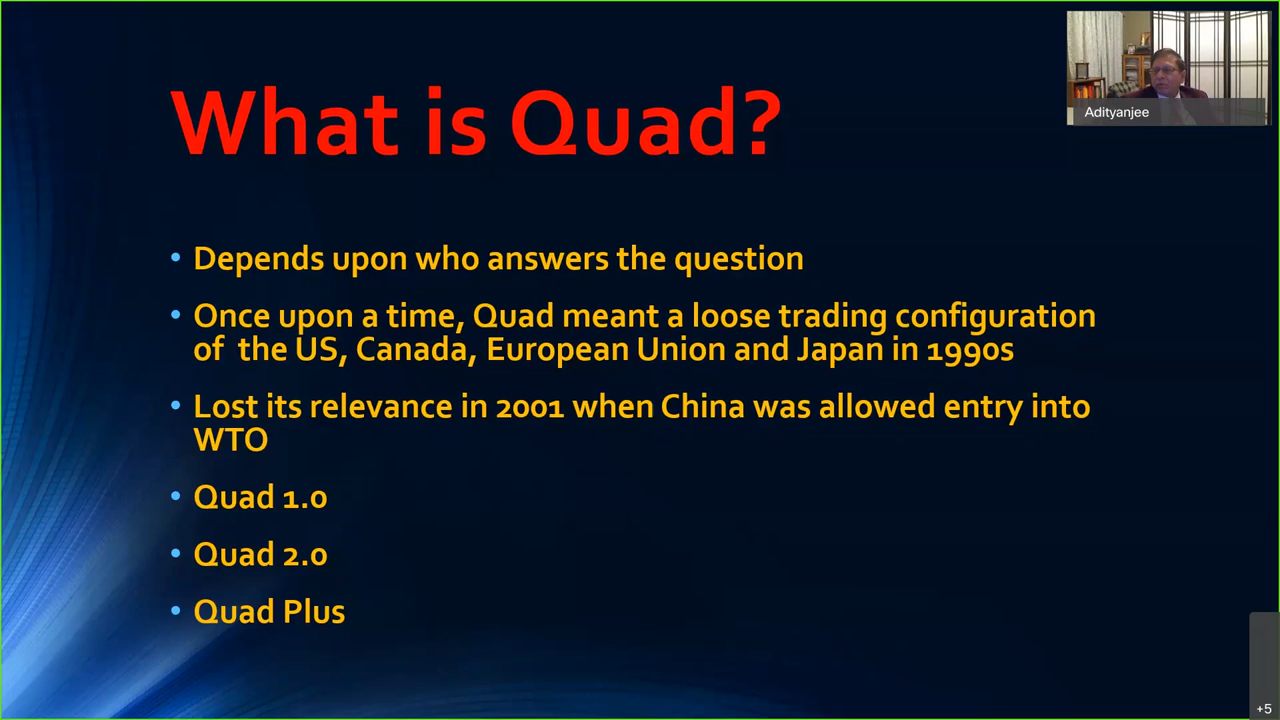 What is Quad?
Adityanjee
• Depends upon who answers the question
• Once upon a time, Quad meant a loose trading configuration
of the US, Canada, European Union and Japan in 1990s
• Lost its relevance in 2001 when China was allowed entry into
WTO
• Quad 1.0
• Quad 2.0
• Quad Plus
+5